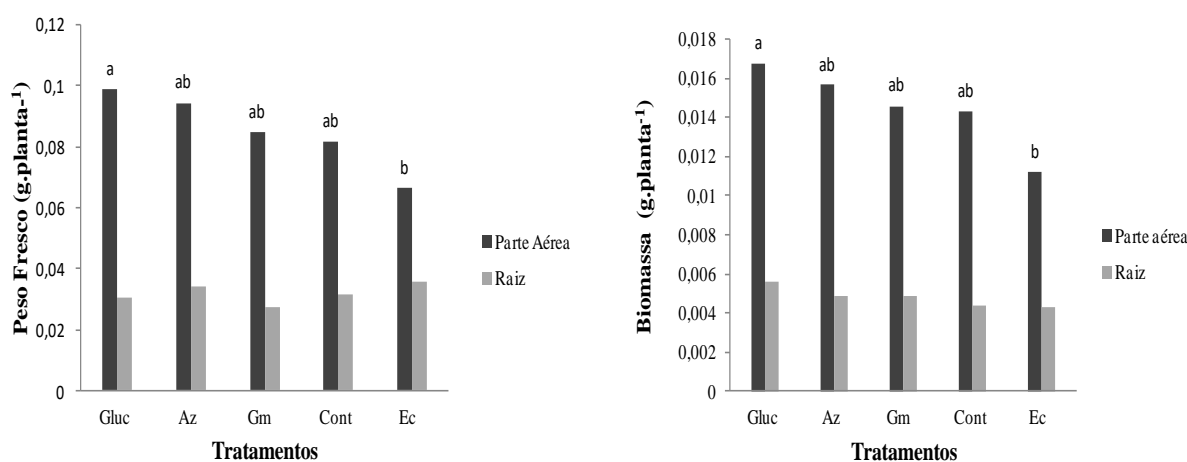 0,12
0,1
0,08
0,06
0,04
0,02
0
Peso Fresco (g.planta-¹)
a
ab
ab
ab
b
Gluc Az Gm Cont Ec
Tratamentos
Parte Aérea
Raiz
0,018
0,016
0,014
0,012
0,01
0,008
0,006
0,004
0,002
0
Biomassa (g.planta⁻¹)
a
ab
ab
ab
b
Gluc Az Gm Cont Ec
Tratamentos
Parte aérea
Raiz